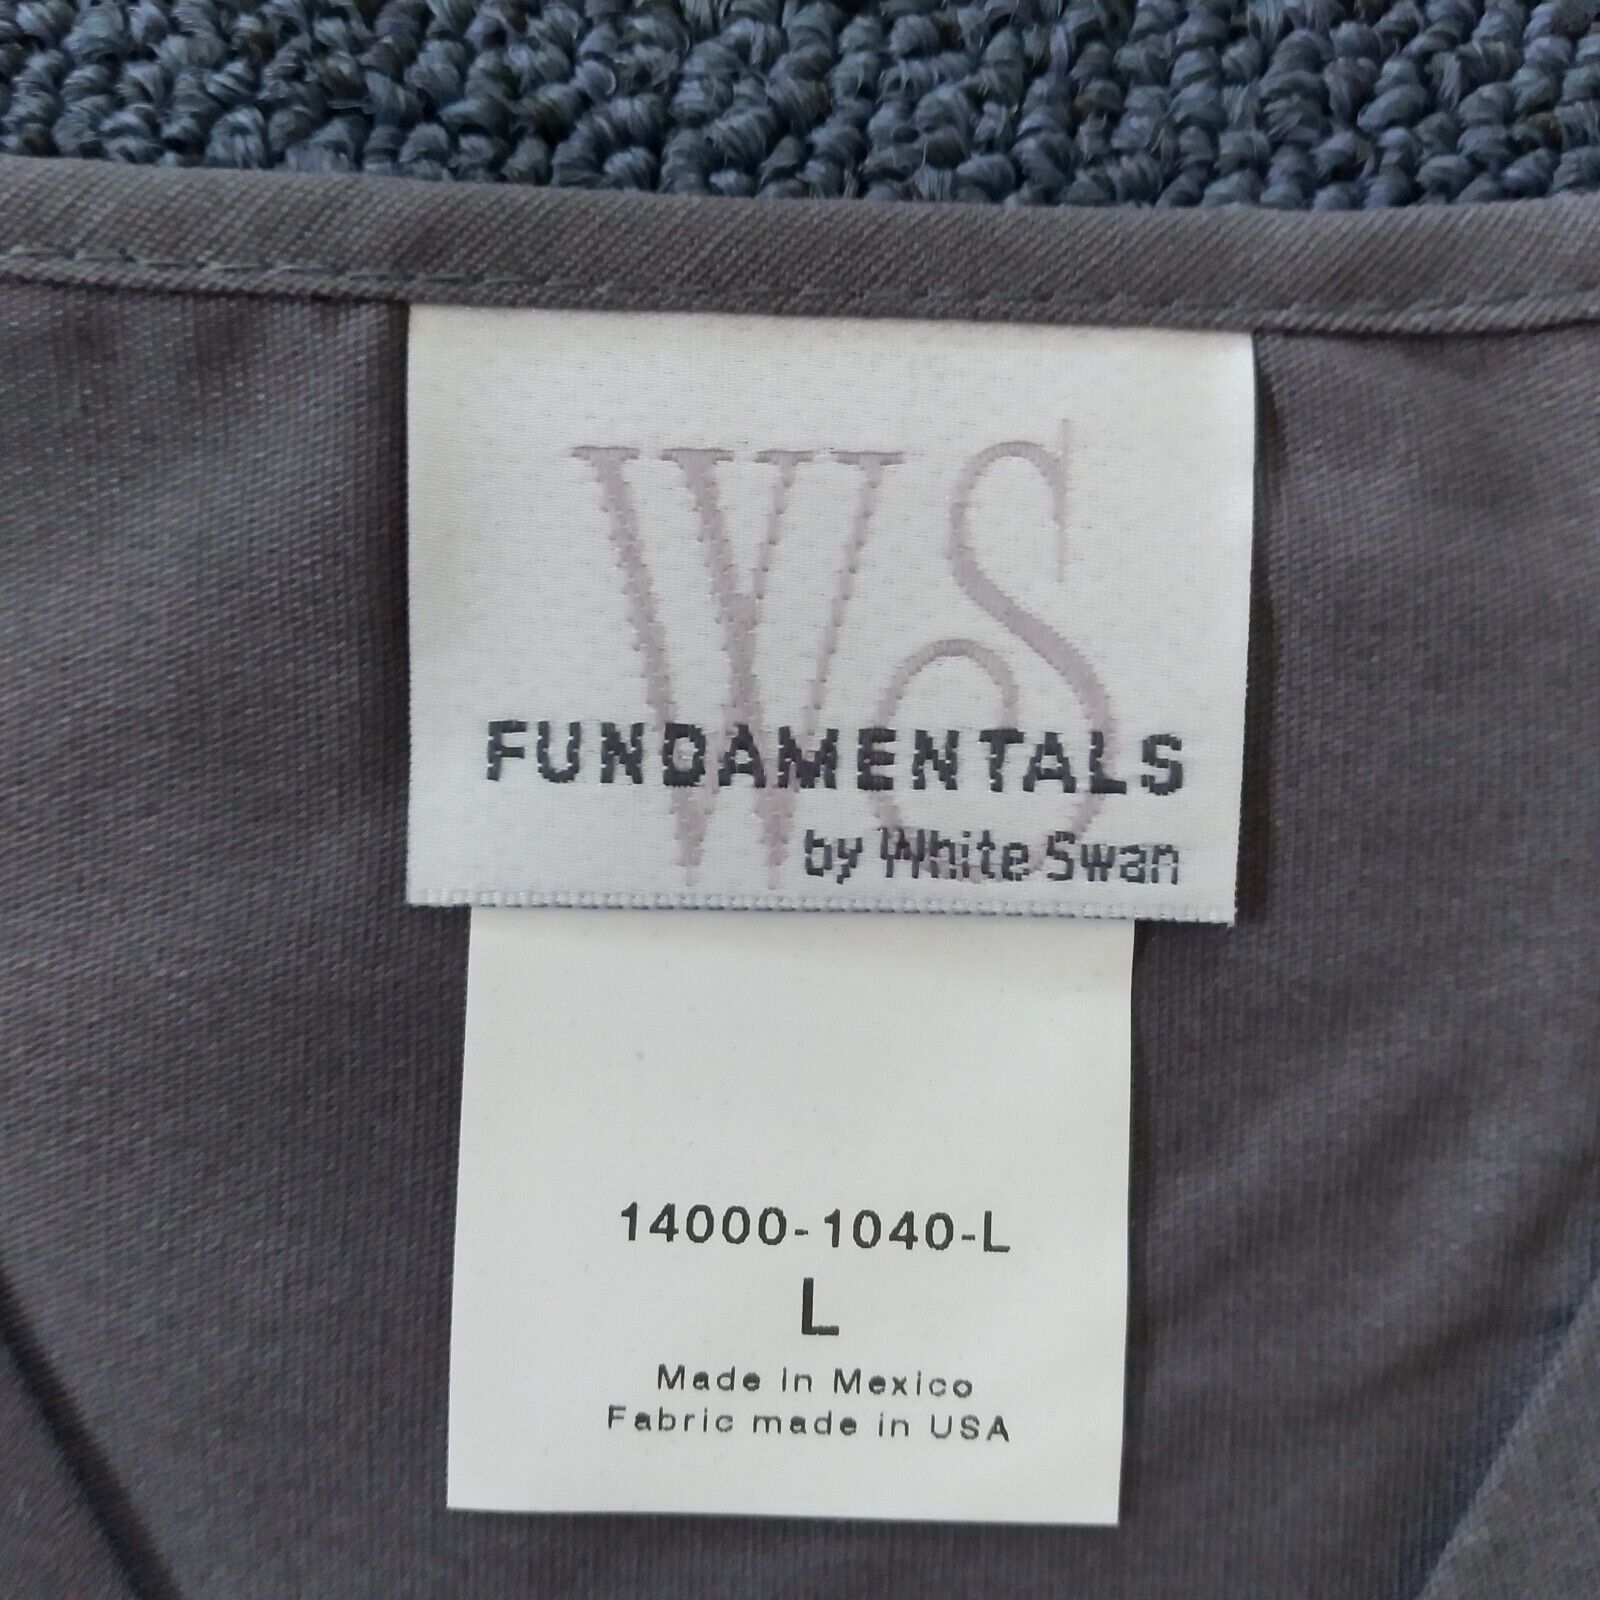 WS
FUNDAMENTALS
by White Swan
14000-1040-L
L
Made in Mexico
Fabric made in USA